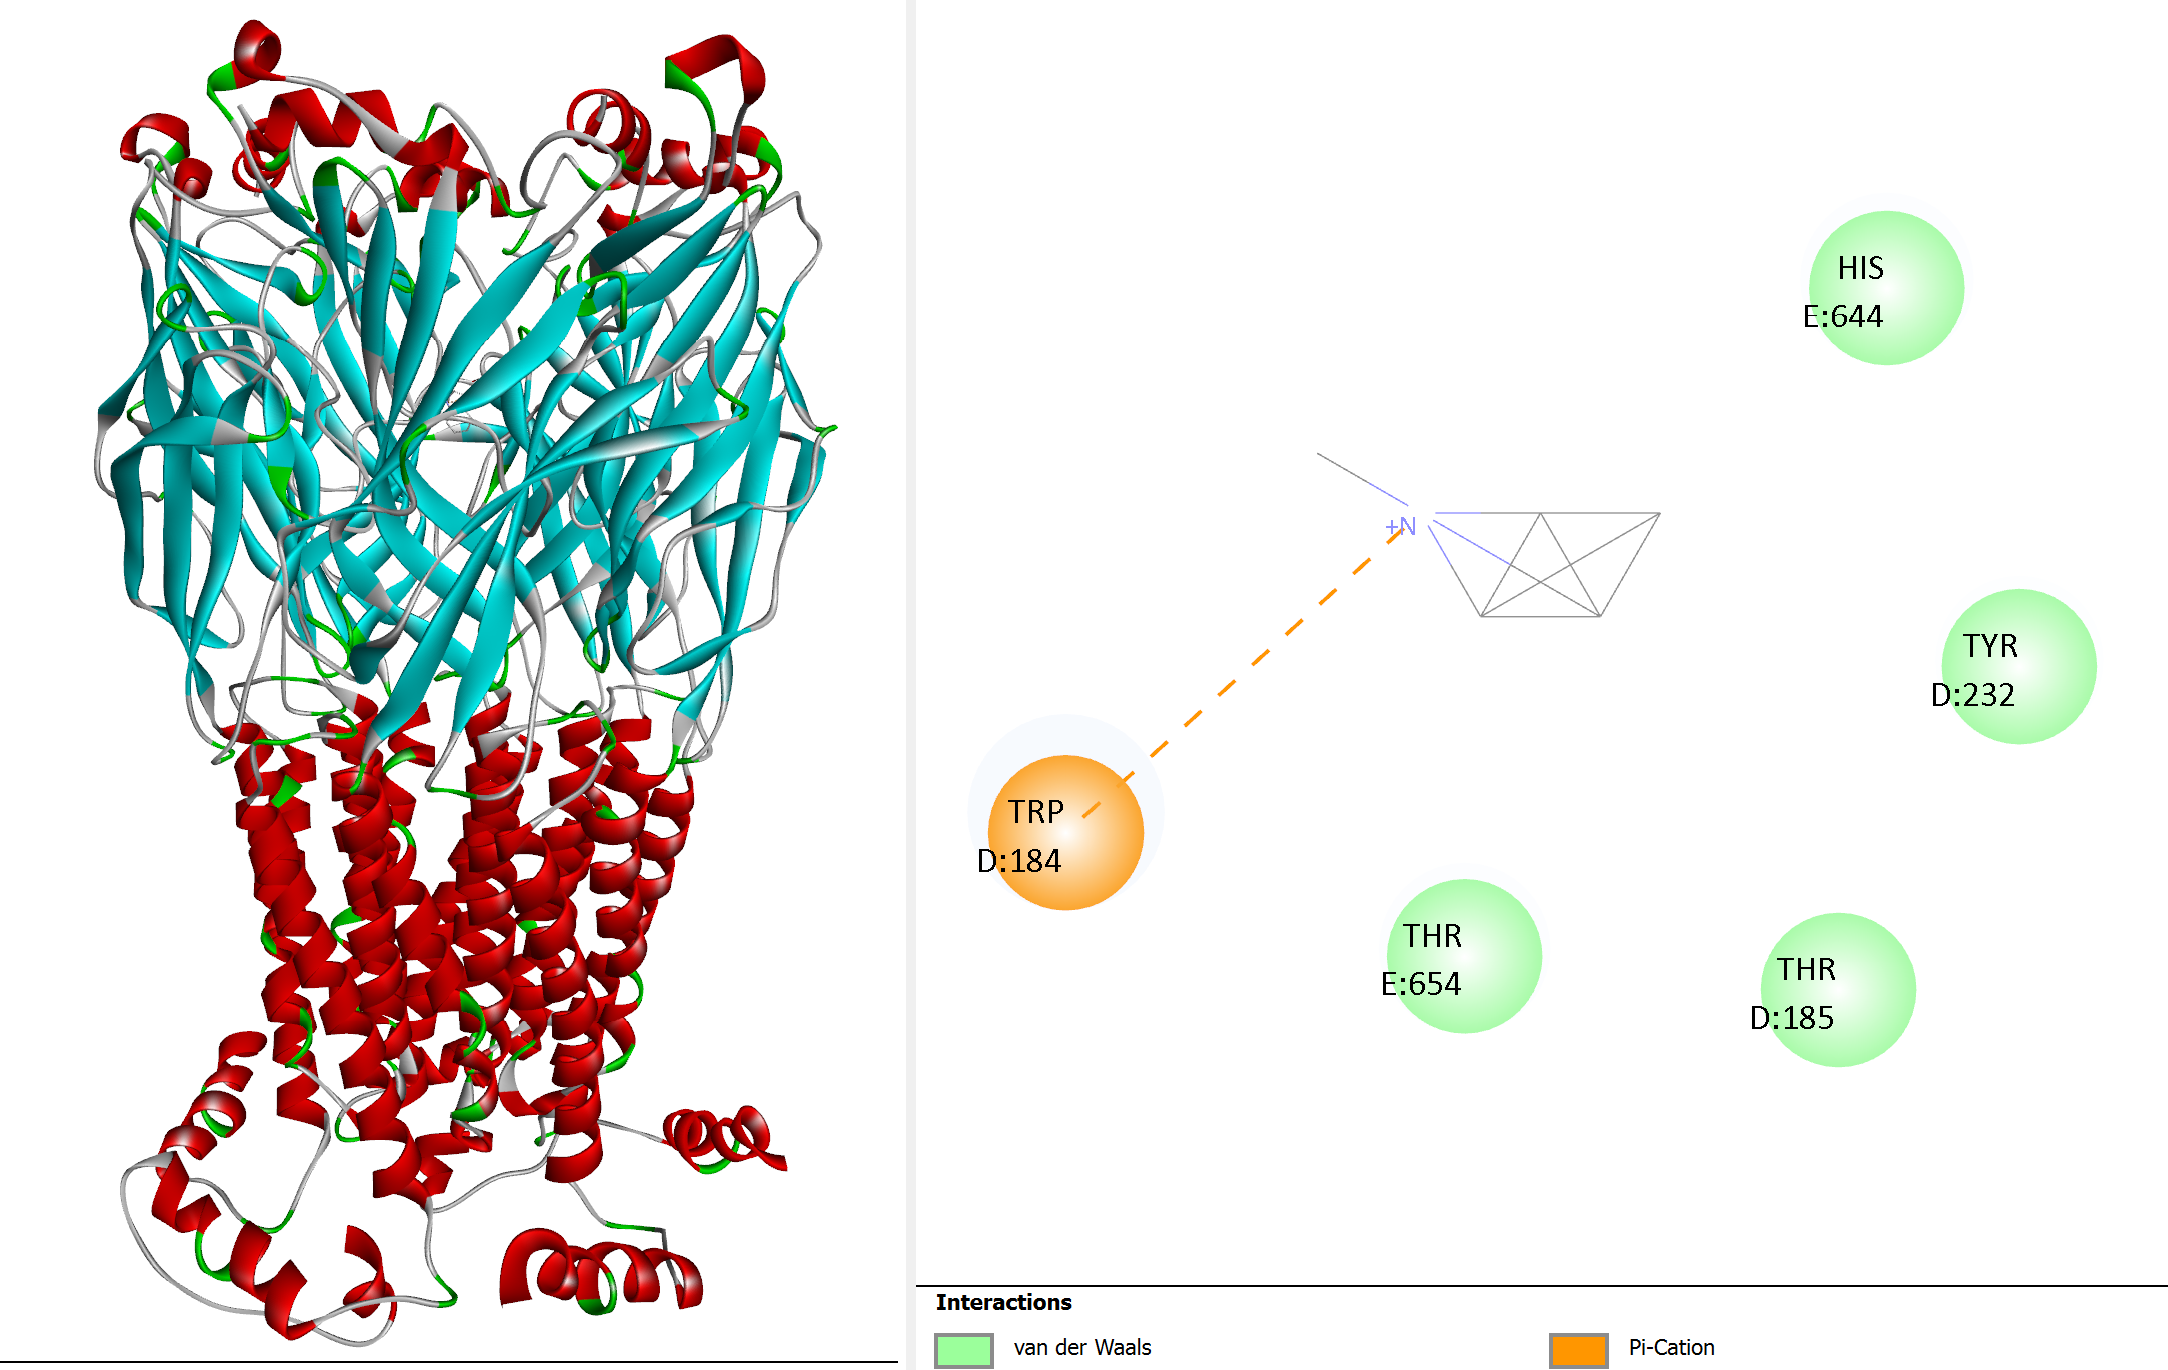 HIS
E:644
+N
TYR
D:232
TRP
D:184
THR
E:654
THR
D:185
Interactions
van der Waals
Pi-Cation